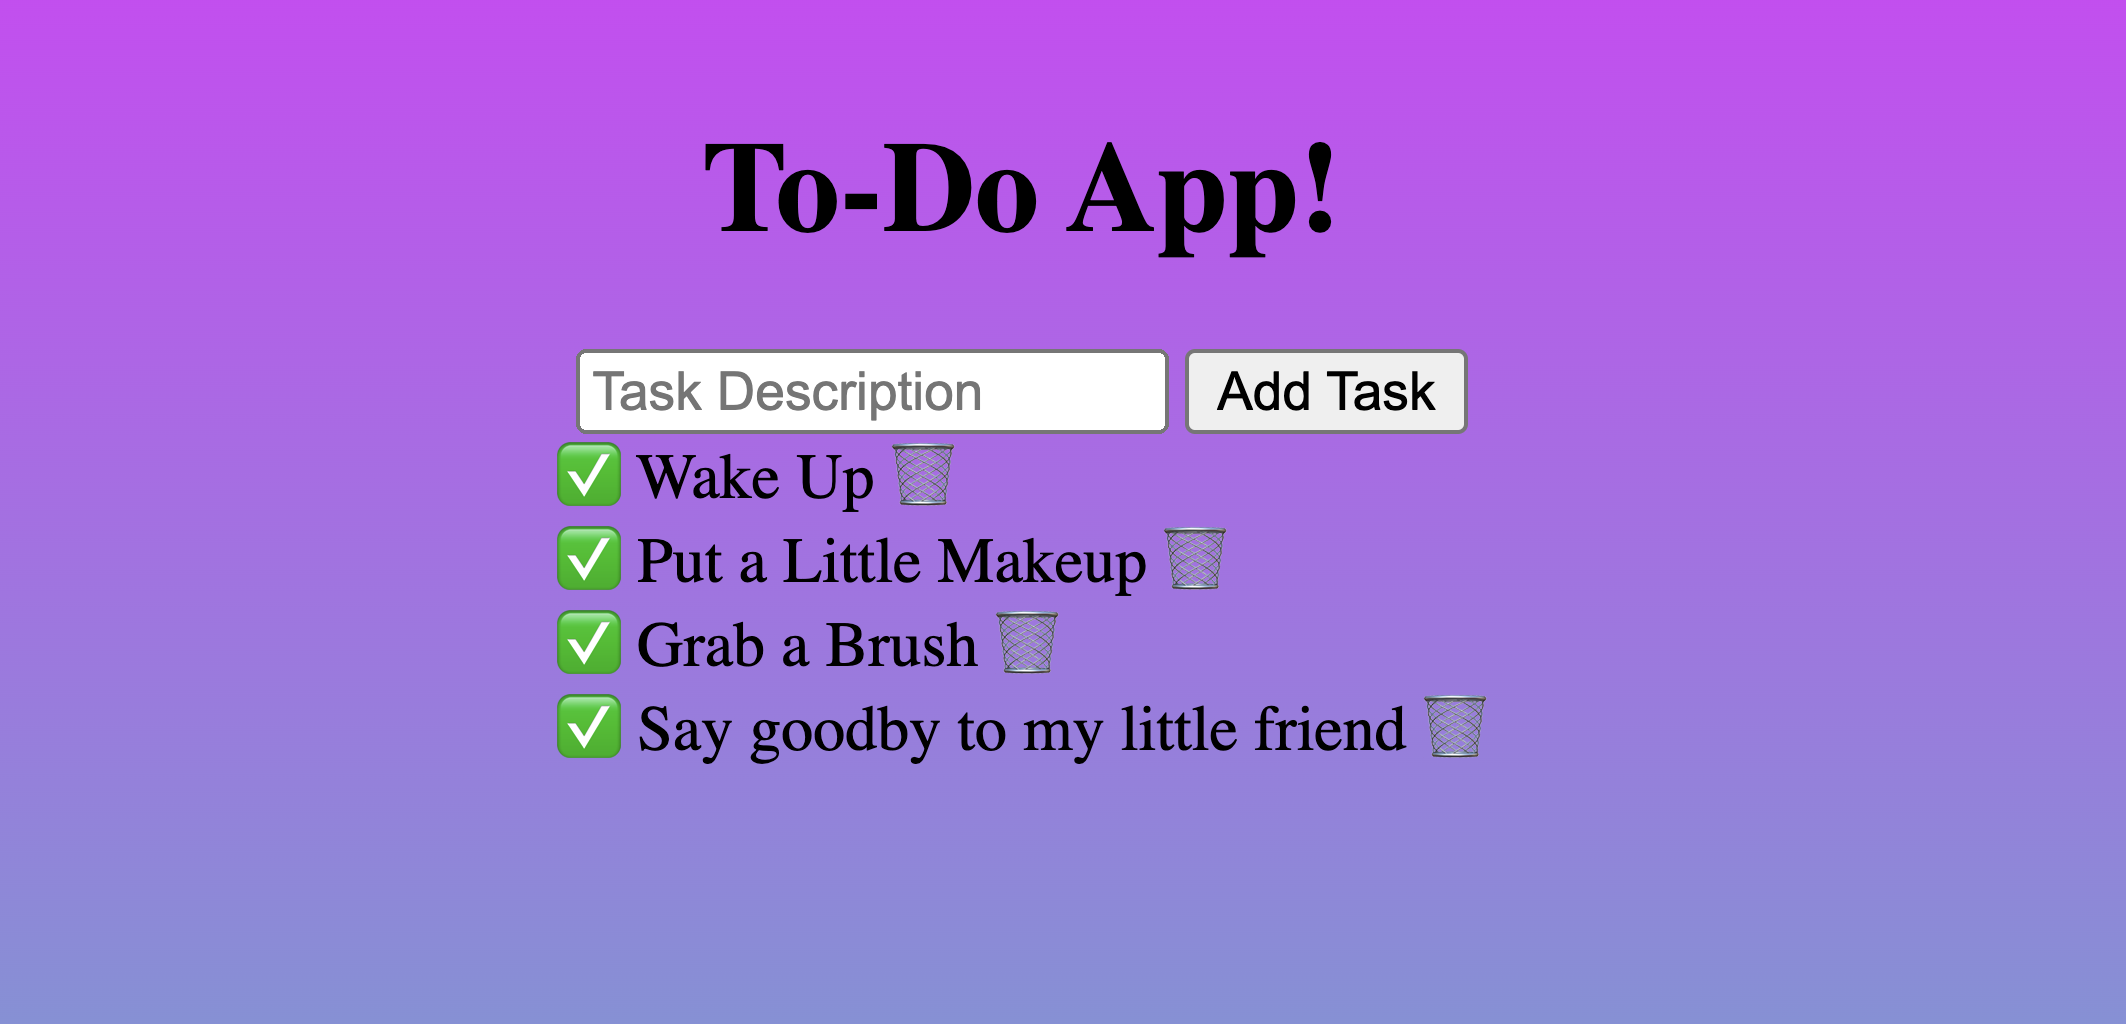 To-Do App!
Task Description Add Task
✅ Wake Up 🗑️
✅ Put a Little Makeup 🗑️
✅ Grab a Brush 🗑️
✅ Say goodby to my little friend 🗑️